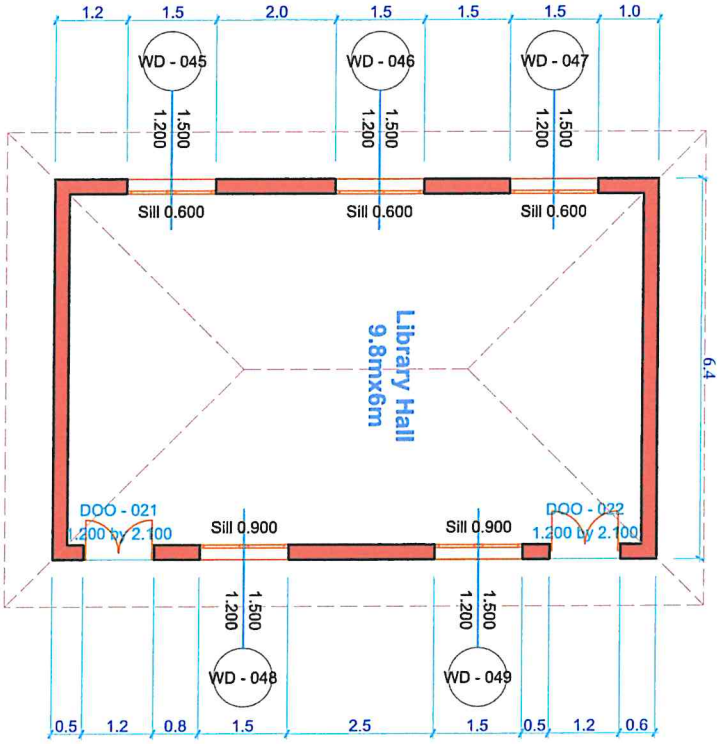 1.2 1.5 2.0 1.5 1.5 1.5 1.0
WD - 045 WD - 046 WD - 047
1.500 1.500 1.500
1.200 1.200 1.200
Sill 0.600 Sill 0.600 Sill 0.600
Library Hall
9.8mx6m
6.4
DOO - 021 DOO - 022
1.200 by 2.100 1.200 by 2.100
Sill 0.900 Sill 0.900
1.500 1.500
1.200 1.200
WD - 048 WD - 049
0.5 1.2 0.8 1.5 2.5 1.5 0.5 1.2 0.6